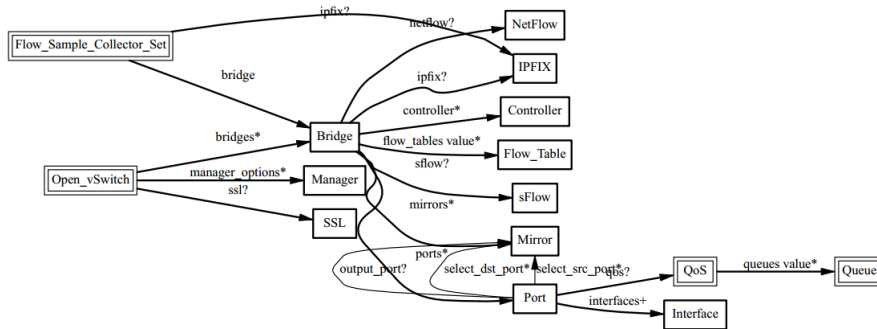 ipfix?
netflow?
NetFlow
Flow_Sample_Collector_Set
IPFIX
bridge
ipfix?
controller*
Controller
bridges*
Bridge
flow_tables value*
Flow_Table
sflow?
Open_vSwitch
manager_options*
Manager
ssl?
sFlow
mirrors*
SSL
Mirror
ports*
output_port?
select_dst_port*
select_src_port*
qos?
QoS
queues value*
Queue
Port
interfaces+
Interface